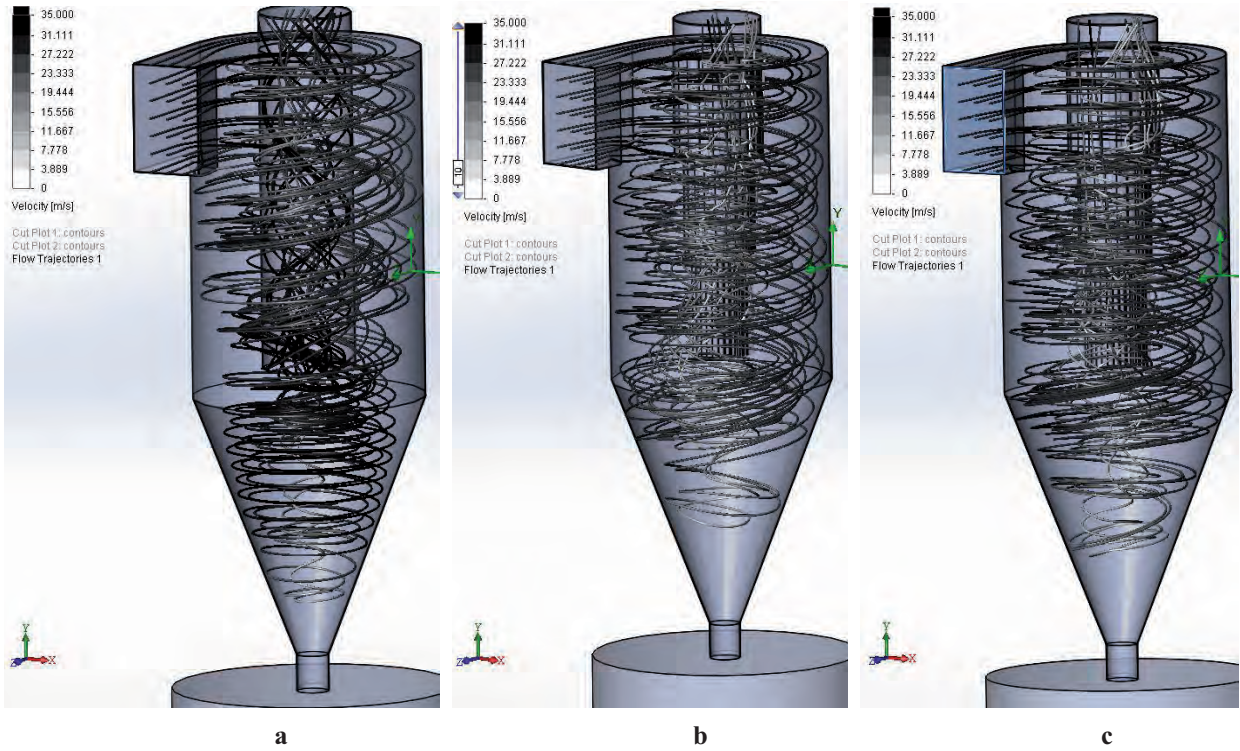 35.000
31.111
27.222
23.333
19.444
15.556
11.667
7.778
3.889
0
Velocity [m/s]
Cut Plot 1: contours
Cut Plot 2: contours
Flow Trajectories 1
Y
Y
Z
X
a
10
35.000
31.111
27.222
23.333
19.444
15.556
11.667
7.778
3.889
0
Velocity [m/s]
Cut Plot 1: contours
Cut Plot 2: contours
Flow Trajectories 1
Y
Y
Z
X
b
35.000
31.111
27.222
23.333
19.444
15.556
11.667
7.778
3.889
0
Velocity [m/s]
Cut Plot 1: contours
Cut Plot 2: contours
Flow Trajectories 1
Y
Y
Z
X
c